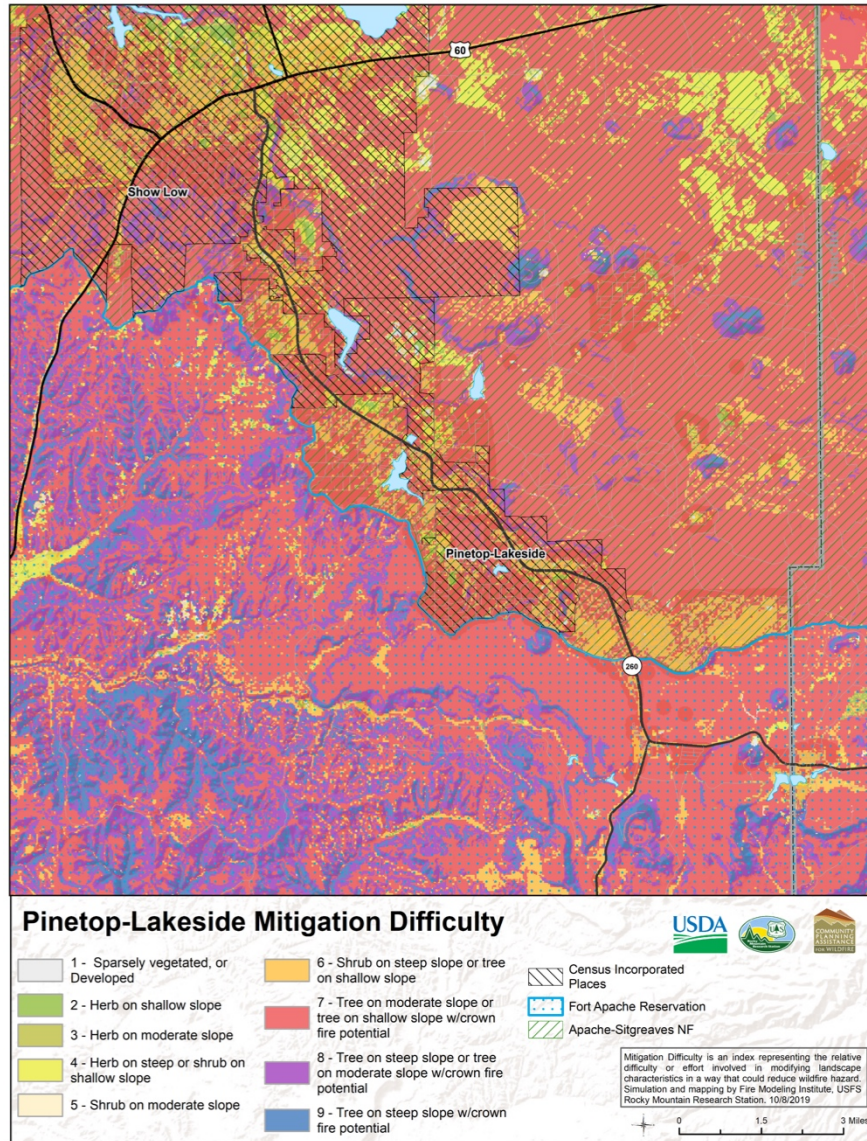 60
Show Low
Pinetop-Lakeside
260
Pinetop-Lakeside Mitigation Difficulty
1 - Sparsely vegetated, or
Developed
2 - Herb on shallow slope
3 - Herb on moderate slope
4 - Herb on steep or shrub on
shallow slope
5 - Shrub on moderate slope
6 - Shrub on steep slope or tree
on shallow slope
7 - Tree on moderate slope or
tree on shallow slope w/crown
fire potential
8 - Tree on steep slope or tree
on moderate slope w/crown
fire potential
9 - Tree on steep slope w/crown
fire potential
USDA
COMMUNITY
PLANNING
ASSISTANCE
FOR WILDFIRE
Census Incorporated
Places
Fort Apache Reservation
Apache-Sitgreaves NF
Mitigation Difficulty is an index representing the relative
difficulty or effort involved in modifying landscape
characteristics in a way that could reduce wildfire hazard.
Simulation and mapping by Fire Modeling Institute, USFS
Rocky Mountain Research Station. 10/8/2019
0 1.5 3 Miles